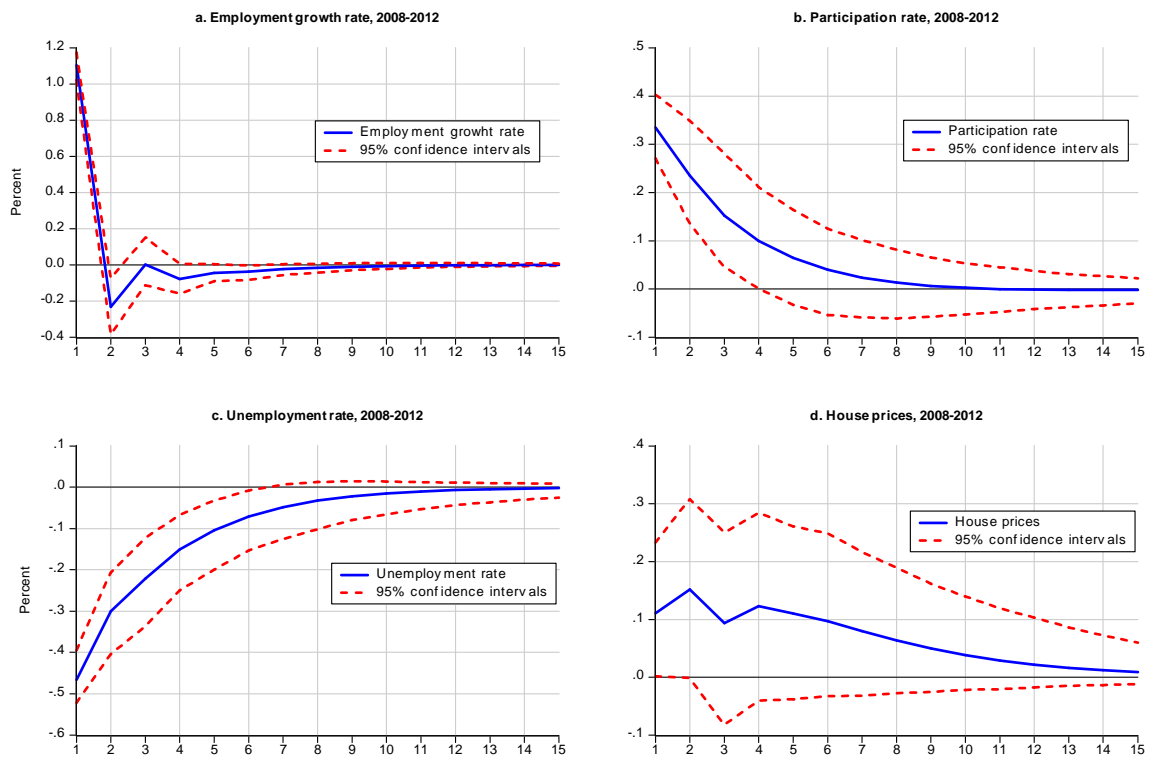 a. Employment growth rate, 2008-2012
1.2
1.0
0.8
0.6
0.4
0.2
0.0
-0.2
-0.4
Percent
Employment growht rate
95% confidence intervals
1 2 3 4 5 6 7 8 9 10 11 12 13 14 15
b. Participation rate, 2008-2012
.5
.4
.3
.2
.1
.0
-.1
Participation rate
95% confidence intervals
1 2 3 4 5 6 7 8 9 10 11 12 13 14 15
c. Unemployment rate, 2008-2012
.1
.0
-.1
-.2
-.3
-.4
-.5
-.6
Percent
Unemployment rate
95% confidence intervals
1 2 3 4 5 6 7 8 9 10 11 12 13 14 15
d. House prices, 2008-2012
.4
.3
.2
.1
.0
-.1
House prices
95% confidence intervals
1 2 3 4 5 6 7 8 9 10 11 12 13 14 15